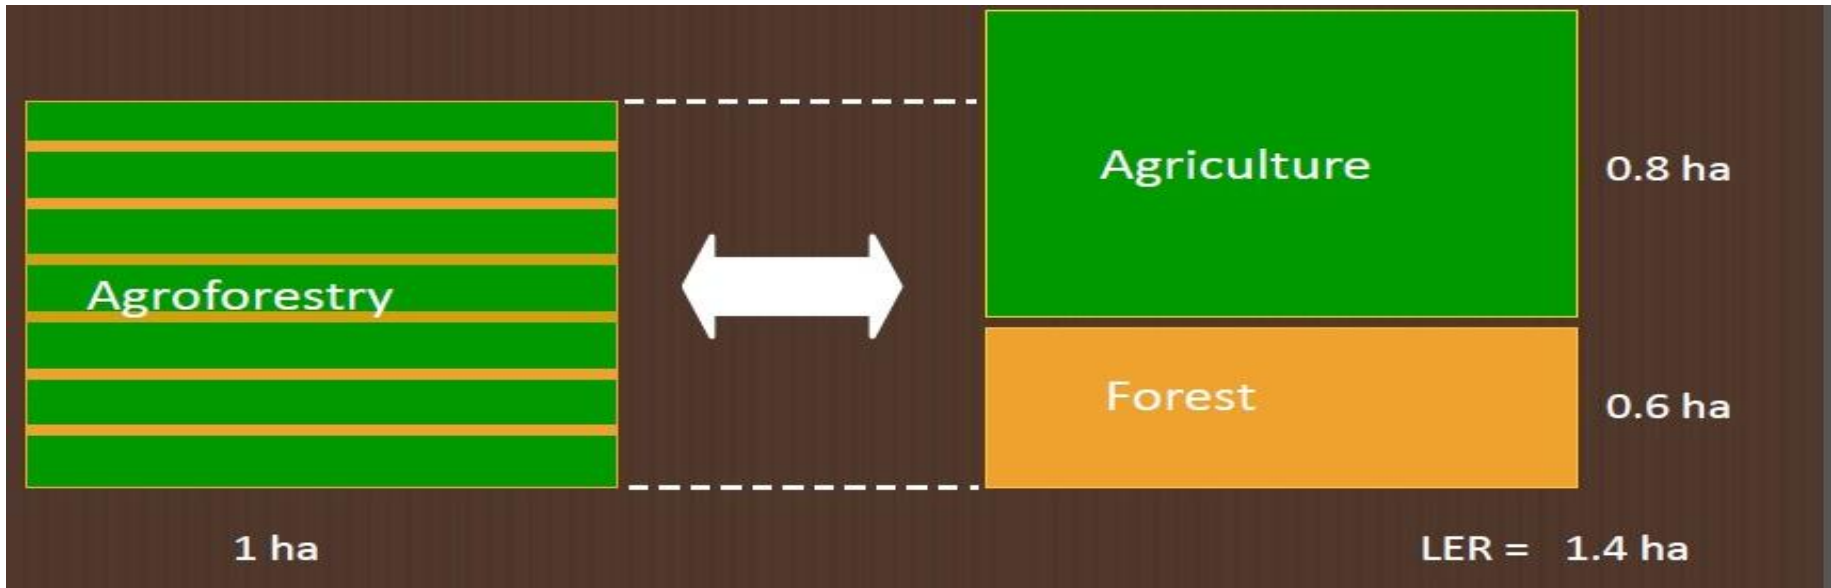 Agroforestry
1 ha
Agriculture
0.8 ha
Forest
0.6 ha
LER = 1.4 ha